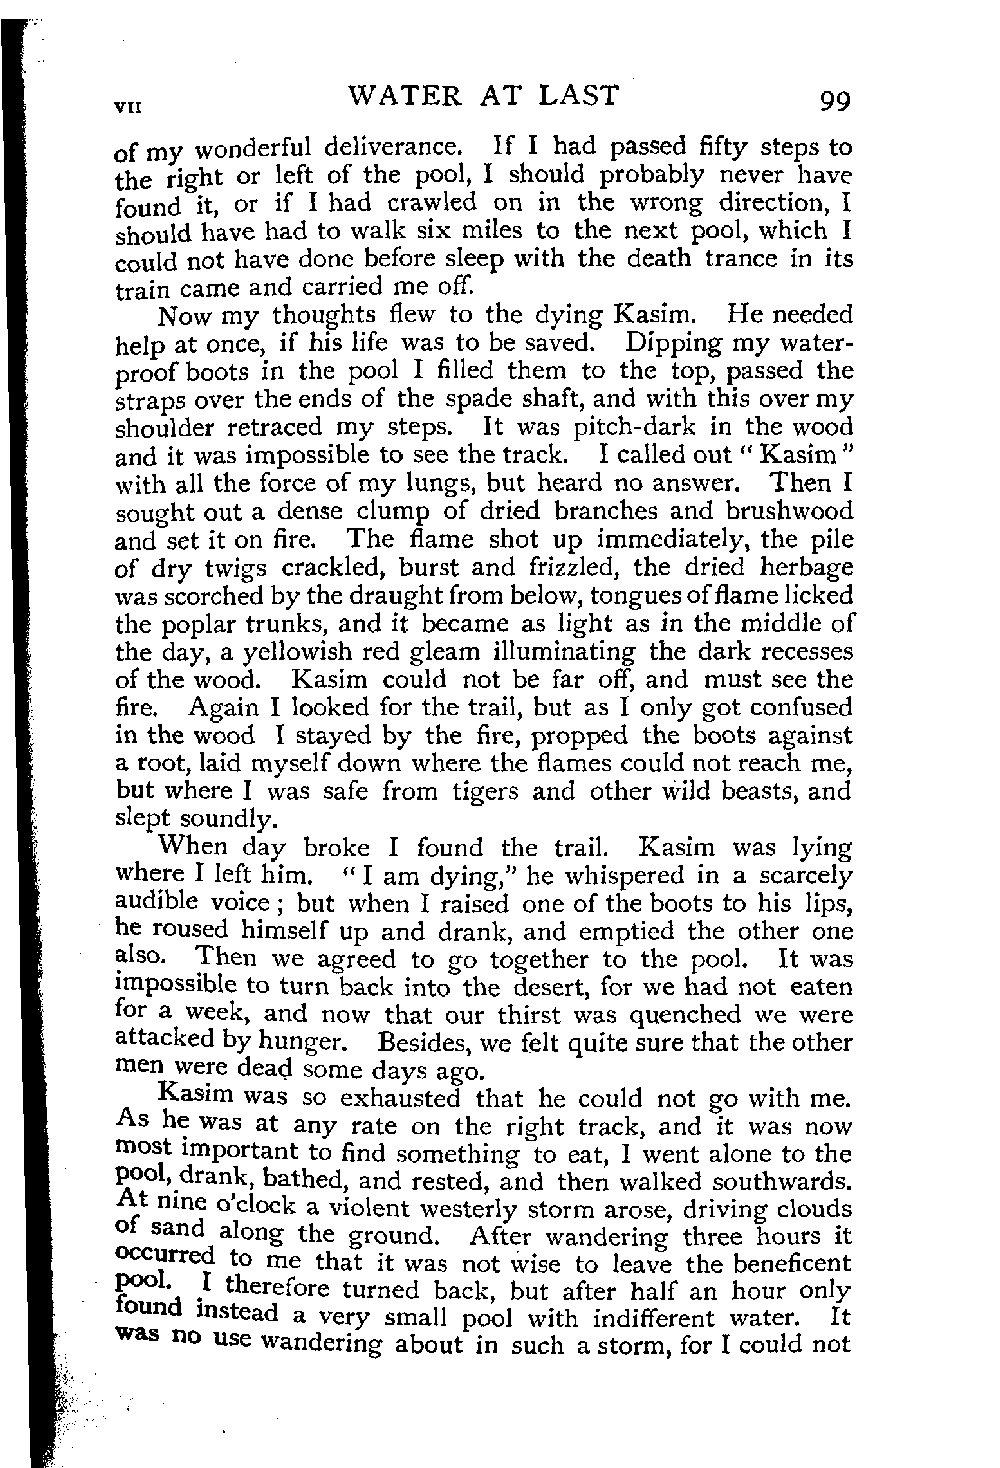 VII WATER AT LAST 99
of my wonderful deliverance. If I had passed fifty steps to
the right or left of the pool, I should probably never have
found it, or if I had crawled on in the wrong direction, I
should have had to walk six miles to the next pool, which I
could not have done before sleep with the death trance in its
train came and carried me off.
Now my thoughts flew to the dying Kasim. He needed
help at once, if his life was to be saved. Dipping my water-
proof boots in the pool I filled them to the top, passed the
straps over the ends of the spade shaft, and with this over my
shoulder retraced my steps. It was pitch-dark in the wood
and it was impossible to see the track. I called out “Kasim”
with all the force of my lungs, but heard no answer. Then I
sought out a dense clump of dried branches and brushwood
and set it on fire. The flame shot up immediately, the pile
of dry twigs crackled, burst and frizzled, the dried herbage
was scorched by the draught from below, tongues of flame licked
the poplar trunks, and it became as light as in the middle of
the day, a yellowish red gleam illuminating the dark recesses
of the wood. Kasim could not be far off, and must see the
fire. Again I looked for the trail, but as I only got confused
in the wood I stayed by the fire, propped the boots against
a root, laid myself down where the flames could not reach me,
but where I was safe from tigers and other wild beasts, and
slept soundly.
When day broke I found the trail. Kasim was lying
where I left him. “I am dying,” he whispered in a scarcely
audible voice; but when I raised one of the boots to his lips,
he roused himself up and drank, and emptied the other one
also. Then we agreed to go together to the pool. It was
impossible to turn back into the desert, for we had not eaten
for a week, and now that our thirst was quenched we were
attacked by hunger. Besides, we felt quite sure that the other
men were dead some days ago.
Kasim was so exhausted that he could not go with me.
As he was at any rate on the right track, and it was now
most important to find something to eat, I went alone to the
pool, drank, bathed, and rested, and then walked southwards.
At nine o'clock a violent westerly storm arose, driving clouds
of sand along the ground. After wandering three hours it
occurred to me that it was not wise to leave the beneficent
pool. I therefore turned back, but after half an hour only
found instead a very small pool with indifferent water. It
was no use wandering about in such a storm, for I could not